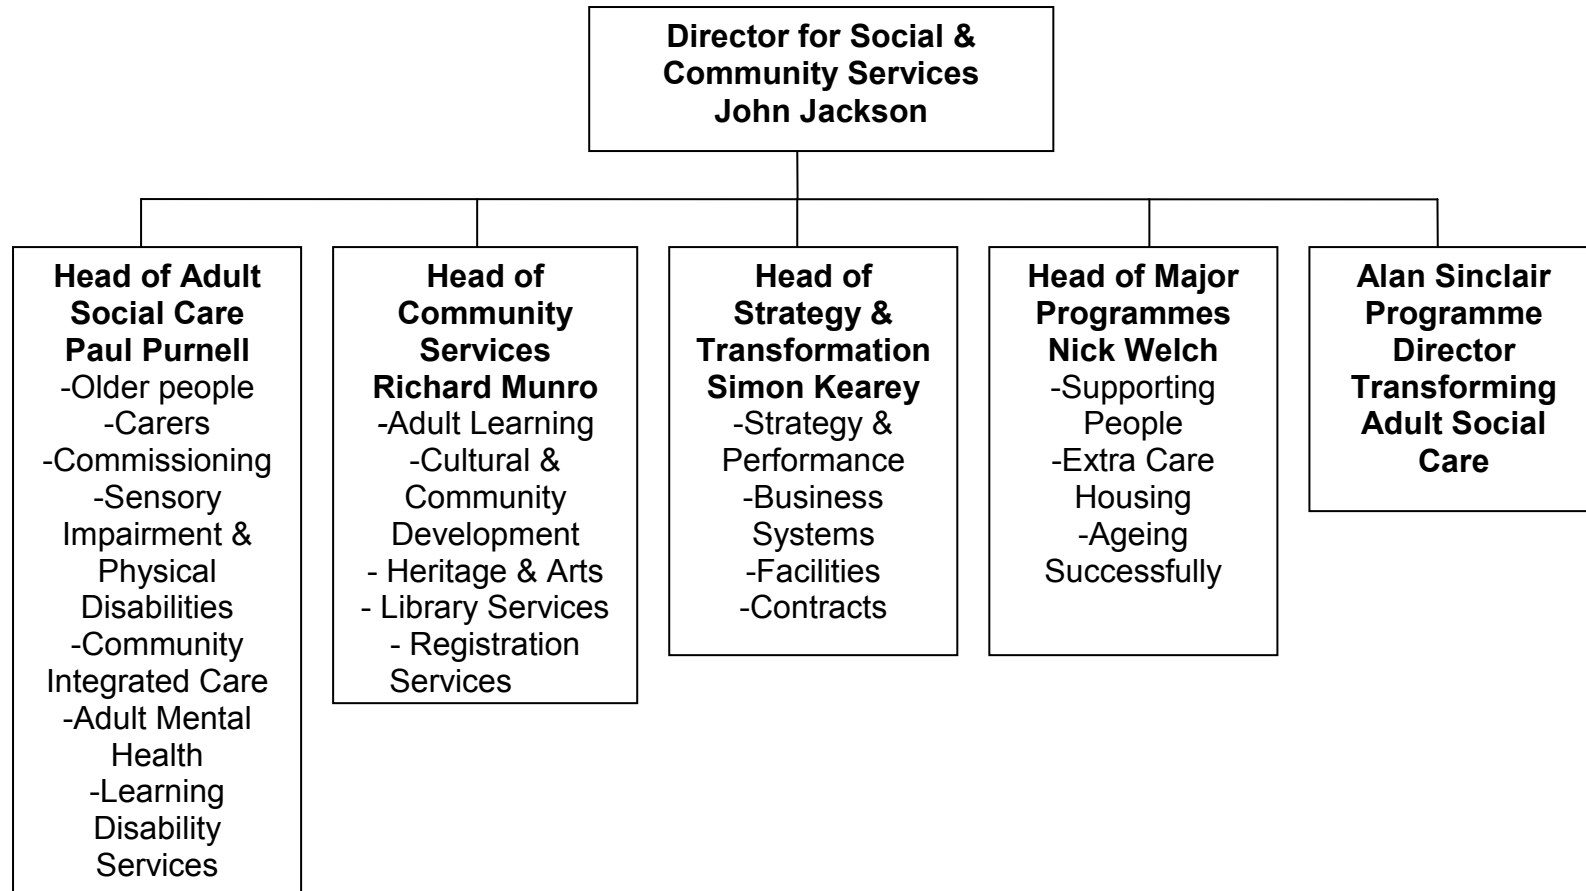 Director for Social &
Community Services
John Jackson
Head of Adult
Social Care
Paul Purnell
-Older people
-Carers
-Commissioning
-Sensory
Impairment &
Physical
Disabilities
-Community
Integrated Care
-Adult Mental
Health
-Learning
Disability
Services
Head of
Community
Services
Richard Munro
-Adult Learning
-Cultural &
Community
Development
- Heritage & Arts
- Library Services
- Registration
Services
Head of
Strategy &
Transformation
Simon Kearey
-Strategy &
Performance
-Business
Systems
-Facilities
-Contracts
Head of Major
Programmes
Nick Welch
-Supporting
People
-Extra Care
Housing
-Ageing
Successfully
Alan Sinclair
Programme
Director
Transforming
Adult Social
Care